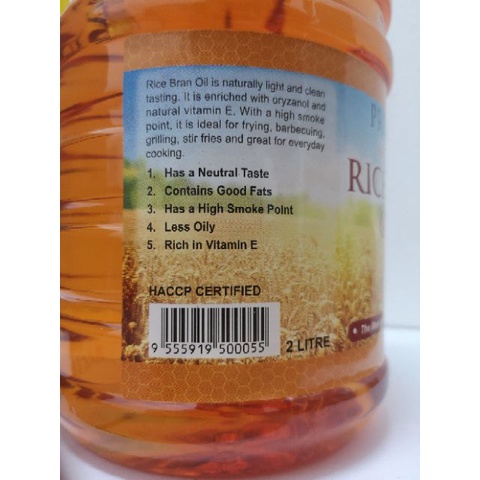 Rice Bran Oil is naturally light and clean
tasting. It is enriched with oryzanol and
natural vitamin E. With a high smoke
point, it is ideal for frying, barbecuing,
grilling, stir fries and great for everyday
cooking.
1. Has a Neutral Taste
2. Contains Good Fats
3. Has a High Smoke Point
4. Less Oily
5. Rich in Vitamin E
HACCP CERTIFIED
9 555919 500055
2 LITRE
RIC
The